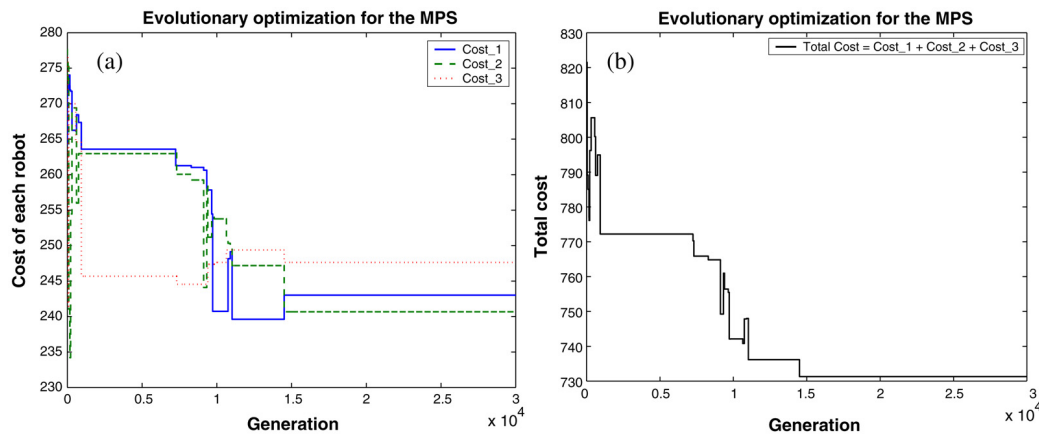 Evolutionary optimization for the MPS
280
275
270
265
260
255
250
245
240
235
230
Cost of each robot
(a)
Cost_1
Cost_2
Cost_3
0 0.5 1 1.5 2 2.5 3
x 10^4
Generation
Evolutionary optimization for the MPS
830
820
810
800
790
780
770
760
750
740
730
Total cost
(b)
Total Cost = Cost_1 + Cost_2 + Cost_3
0 0.5 1 1.5 2 2.5 3
x 10^4
Generation